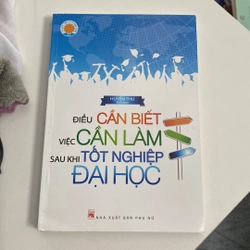 ĐIỀU CẦN BIẾT
VIỆC CẦN LÀM
SAU KHI TỐT NGHIỆP
ĐẠI HỌC
NHÀ XUẤT BẢN PHỤ NỮ